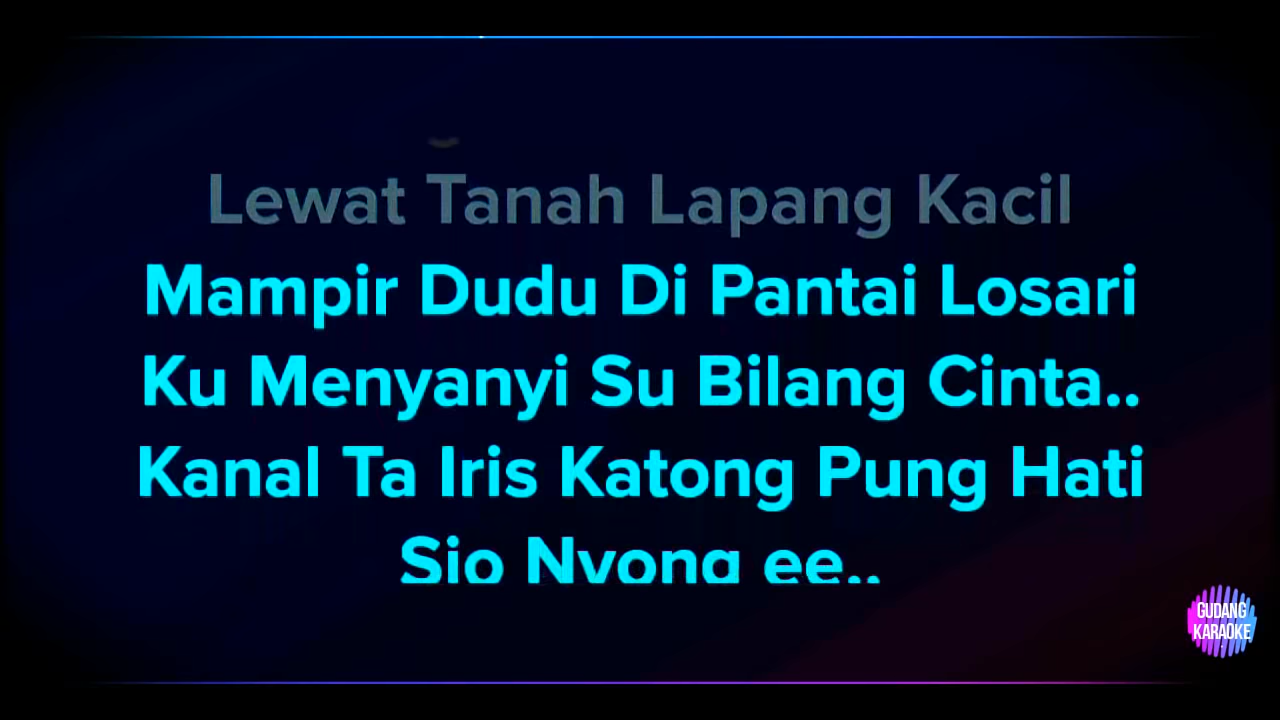 Lewat Tanah Lapang Kacil
Mampir Dudu Di Pantai Losari
Ku Menyanyi Su Bilang Cinta..
Kanal Ta Iris Katong Pung Hati
Sio Nyong ee..
GUDANG
KARAOKE